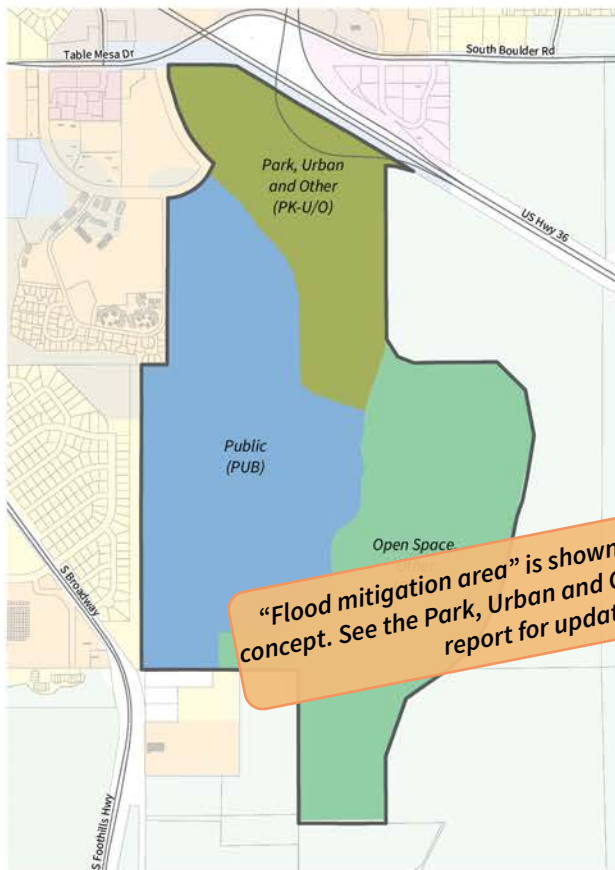 Table Mesa Dr
South Boulder Rd
Park, Urban
and Other
(PK-U/O)
US Hwy 36
Public
(PUB)
Open Space,
Other
S Broadway
"Flood mitigation area" is shown
concept. See the Park, Urban and
report for updat
S Foothills Hwy